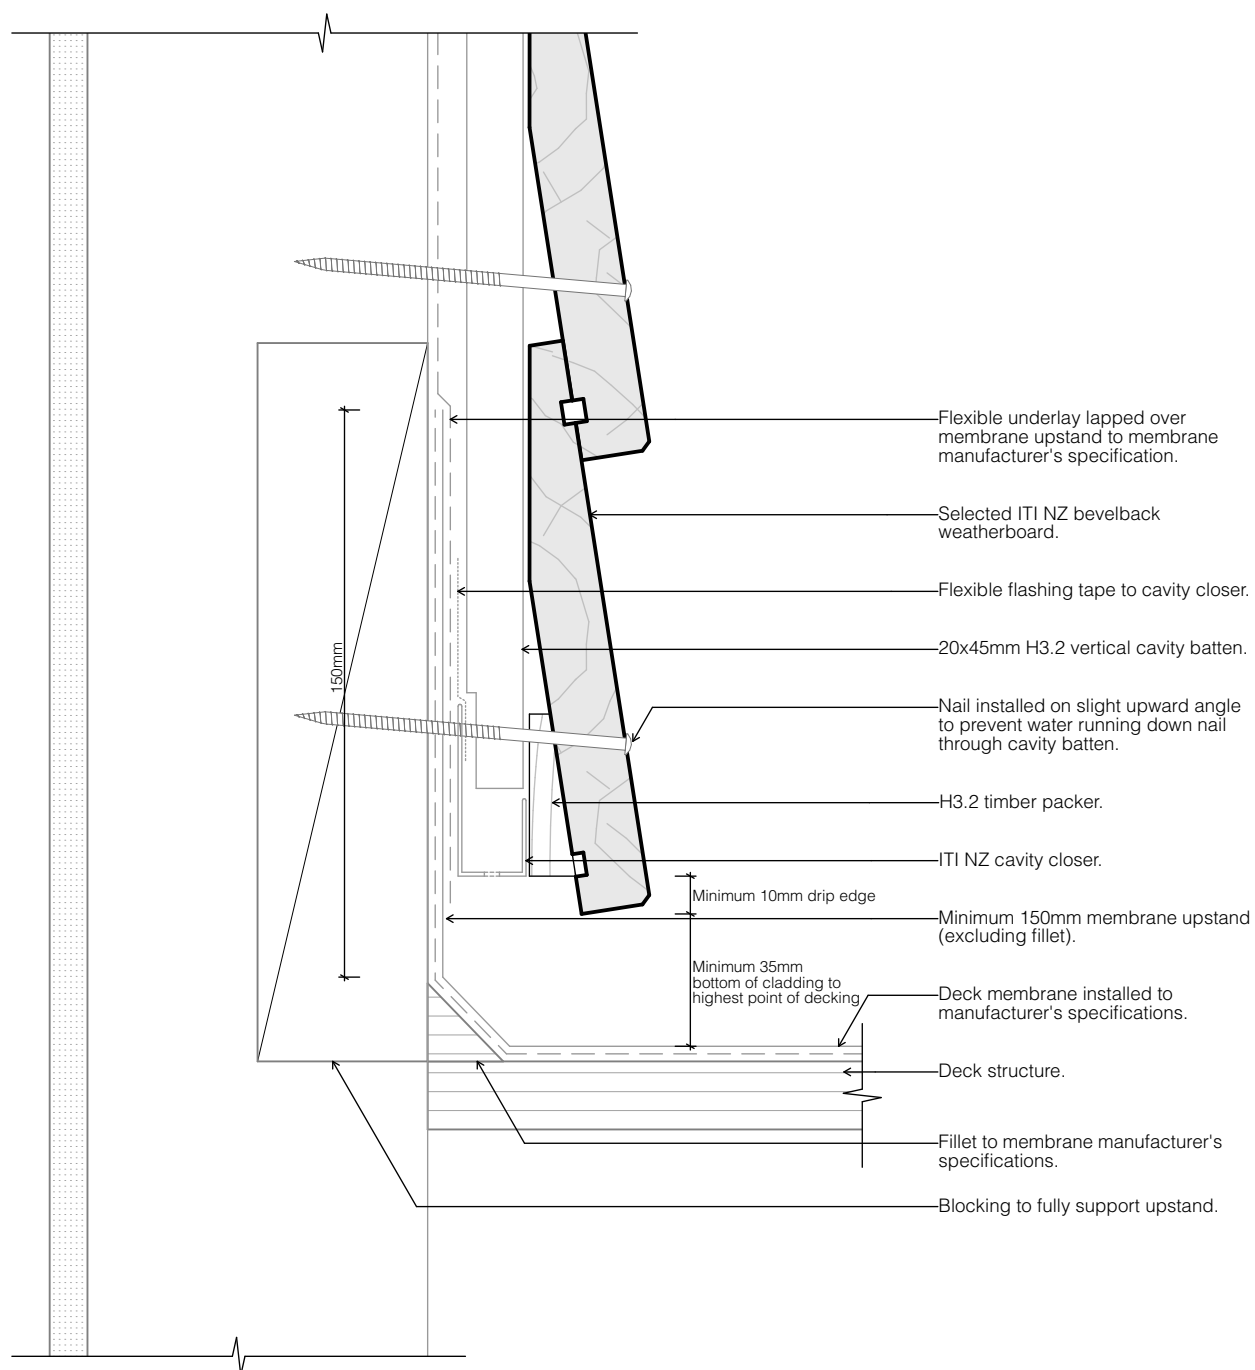 Flexible underlay lapped over
membrane upstand to membrane
manufacturer's specification.
Selected ITI NZ bevelback
weatherboard.
Flexible flashing tape to cavity closer.
20x45mm H3.2 vertical cavity batten.
150mm
Nail installed on slight upward angle
to prevent water running down nail
through cavity batten.
H3.2 timber packer.
ITI NZ cavity closer.
Minimum 10mm drip edge
Minimum 150mm membrane upstand
(excluding fillet).
Minimum 35mm
bottom of cladding to
highest point of decking
Deck membrane installed to
manufacturer's specifications.
Deck structure.
Fillet to membrane manufacturer's
specifications.
Blocking to fully support upstand.